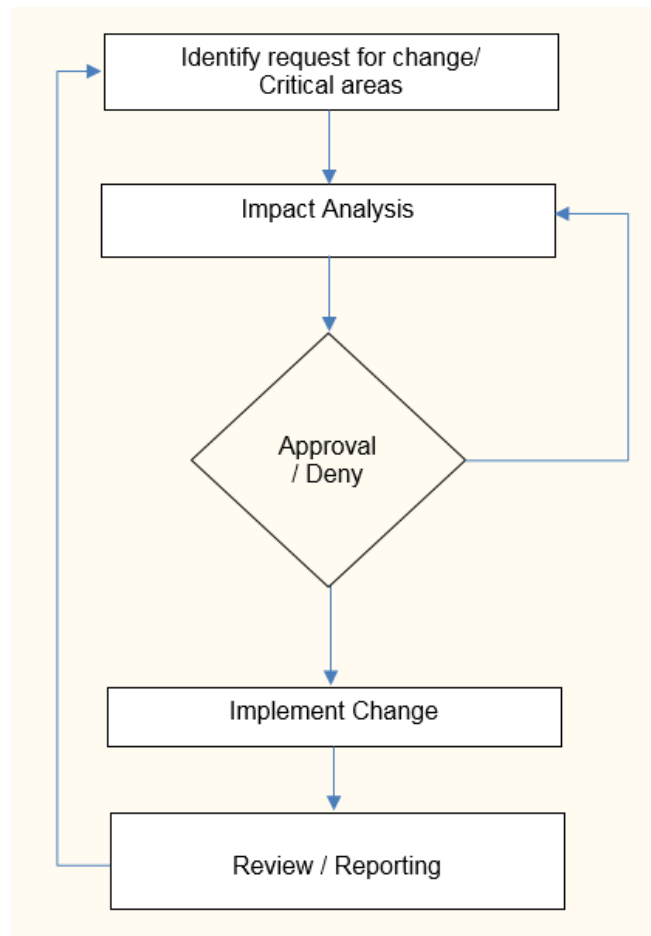 Identify request for change/
Critical areas
Impact Analysis
Approval
/ Deny
Implement Change
Review / Reporting